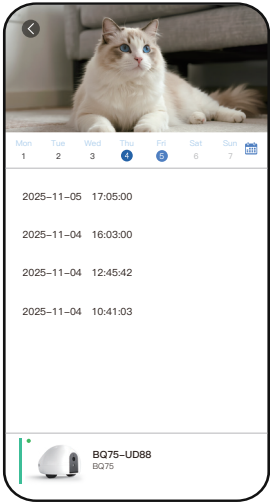 Mon Tue Wed Thu Fri Sat Sun
1 2 3 4 5 6 7
2025-11-05 17:05:00
2025-11-04 16:03:00
2025-11-04 12:45:42
2025-11-04 10:41:03
BQ75-UD88
BQ75